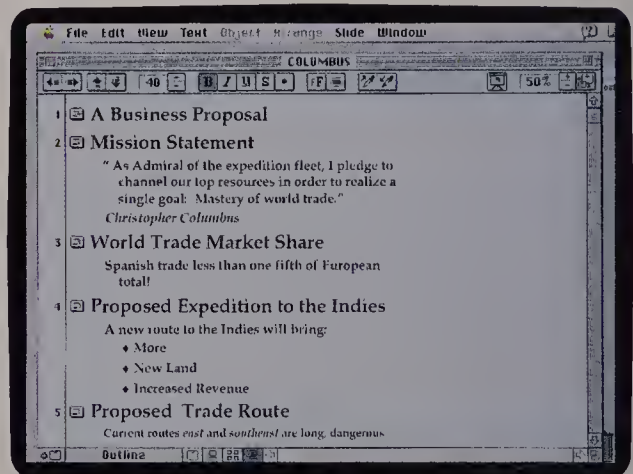 File Edit View Text Object Arrange Slide Window
COLUMBUS
40 B I U S F 50%
1 A Business Proposal
2 Mission Statement
" As Admiral of the expedition fleet, I pledge to
channel our top resources in order to realize a
single goal: Mastery of world trade."
Christopher Columbus
3 World Trade Market Share
Spanish trade less than one fifth of European
total!
4 Proposed Expedition to the Indies
A new route to the Indies will bring:
♦ More
♦ New Land
♦ Increased Revenue
5 Proposed Trade Route
Current routes east and southeast are long, dangerous
Outline